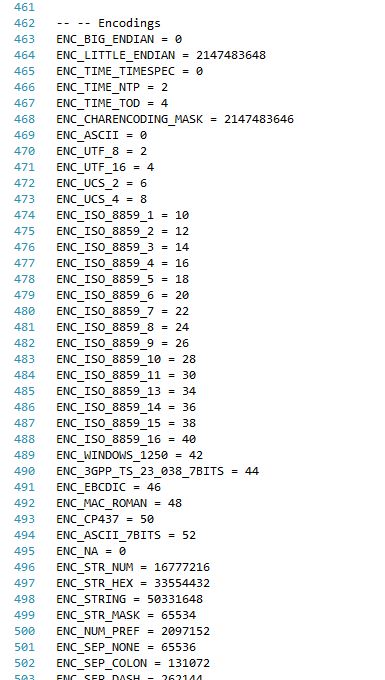 461
462 -- -- Encodings
463 ENC_BIG_ENDIAN = 0
464 ENC_LITTLE_ENDIAN = 2147483648
465 ENC_TIME_TIMESPEC = 0
466 ENC_TIME_NTP = 2
467 ENC_TIME_TOD = 4
468 ENC_CHARENCODING_MASK = 2147483646
469 ENC_ASCII = 0
470 ENC_UTF_8 = 2
471 ENC_UTF_16 = 4
472 ENC_UCS_2 = 6
473 ENC_UCS_4 = 8
474 ENC_ISO_8859_1 = 10
475 ENC_ISO_8859_2 = 12
476 ENC_ISO_8859_3 = 14
477 ENC_ISO_8859_4 = 16
478 ENC_ISO_8859_5 = 18
479 ENC_ISO_8859_6 = 20
480 ENC_ISO_8859_7 = 22
481 ENC_ISO_8859_8 = 24
482 ENC_ISO_8859_9 = 26
483 ENC_ISO_8859_10 = 28
484 ENC_ISO_8859_11 = 30
485 ENC_ISO_8859_13 = 34
486 ENC_ISO_8859_14 = 36
487 ENC_ISO_8859_15 = 38
488 ENC_ISO_8859_16 = 40
489 ENC_WINDOWS_1250 = 42
490 ENC_3GPP_TS_23_038_7BITS = 44
491 ENC_EBCDIC = 46
492 ENC_MAC_ROMAN = 48
493 ENC_CP437 = 50
494 ENC_ASCII_7BITS = 52
495 ENC_NA = 0
496 ENC_STR_NUM = 16777216
497 ENC_STR_HEX = 33554432
498 ENC_STRING = 50331648
499 ENC_STR_MASK = 65534
500 ENC_NUM_PREF = 2097152
501 ENC_SEP_NONE = 65536
502 ENC_SEP_COLON = 131072
503 ENC_SEP_DASH = 262144